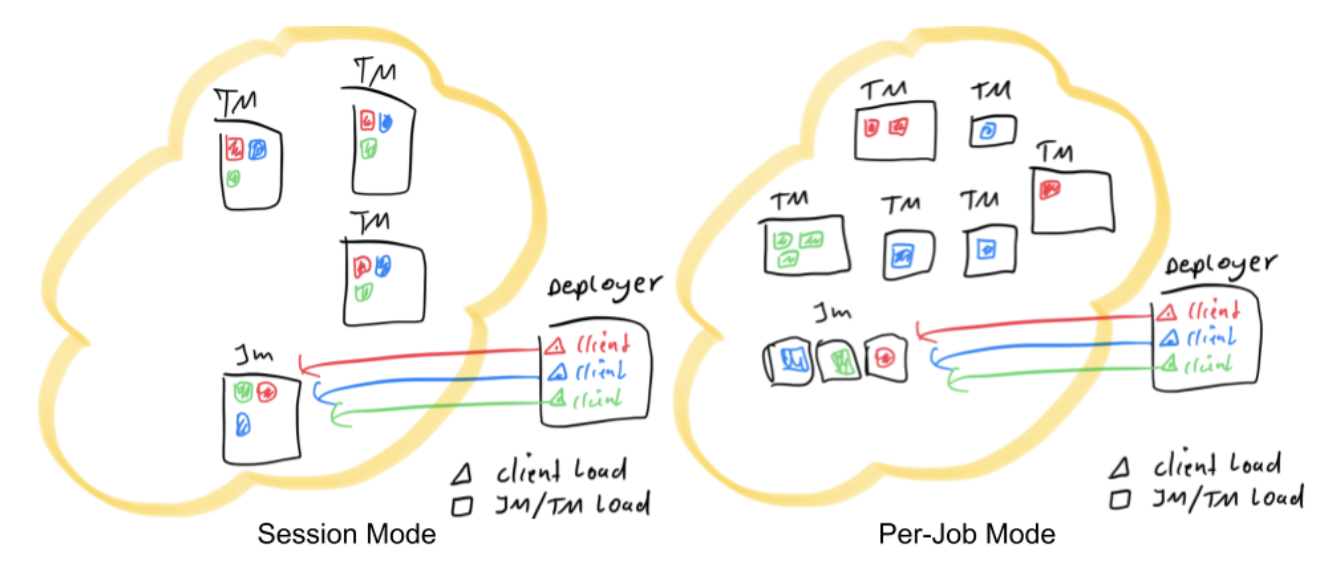 TM
TM
TM
Deployer
client
client
client
Jm
client Load
JM/TM Load
Session Mode
TM
TM
TM
TM
TM
TM
Deployer
client
client
client
Jm
client Load
JM/TM Load
Per-Job Mode